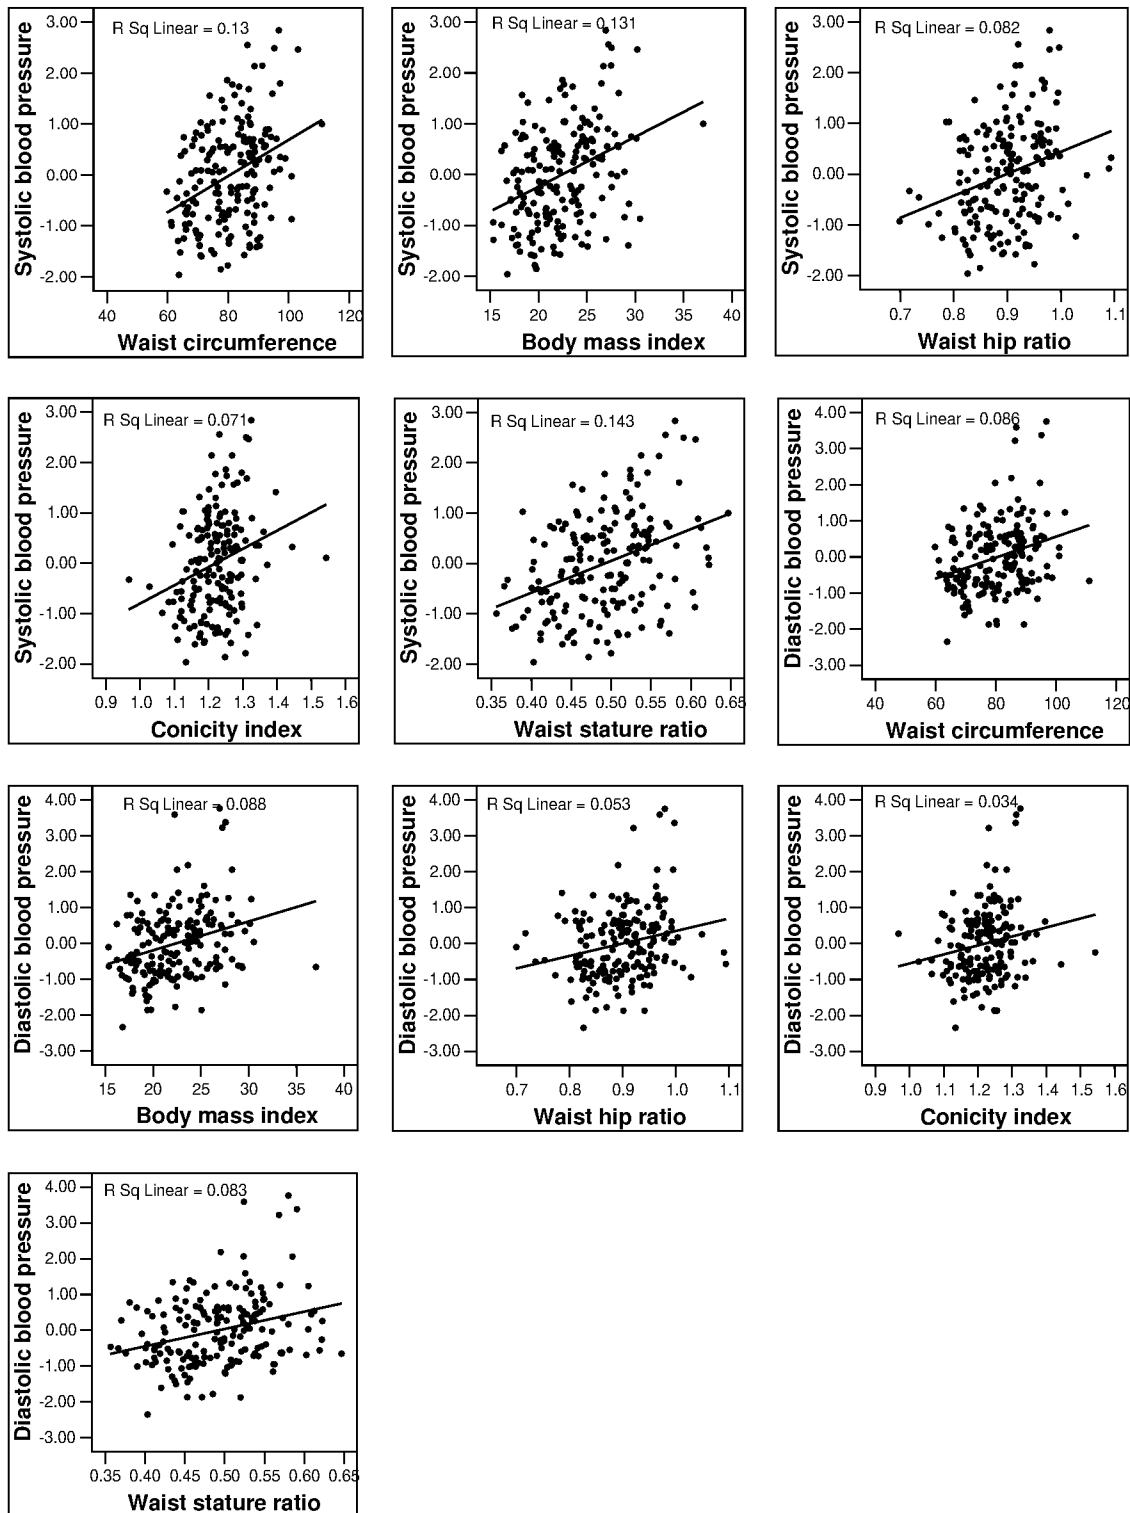 R Sq Linear = 0.13
Systolic blood pressure
3.00
2.00
1.00
0.00
-1.00
-2.00
40 60 80 100 120
Waist circumference
R Sq Linear = 0.131
Systolic blood pressure
3.00
2.00
1.00
0.00
-1.00
-2.00
15 20 25 30 35 40
Body mass index
R Sq Linear = 0.082
Systolic blood pressure
3.00
2.00
1.00
0.00
-1.00
-2.00
0.7 0.8 0.9 1.0 1.1
Waist hip ratio
R Sq Linear = 0.071
Systolic blood pressure
3.00
2.00
1.00
0.00
-1.00
-2.00
0.9 1.0 1.1 1.2 1.3 1.4 1.5 1.6
Conicity index
R Sq Linear = 0.143
Systolic blood pressure
3.00
2.00
1.00
0.00
-1.00
-2.00
0.35 0.40 0.45 0.50 0.55 0.60 0.65
Waist stature ratio
R Sq Linear = 0.086
Diastolic blood pressure
4.00
3.00
2.00
1.00
0.00
-1.00
-2.00
-3.00
40 60 80 100 120
Waist circumference
R Sq Linear = 0.088
Diastolic blood pressure
4.00
3.00
2.00
1.00
0.00
-1.00
-2.00
-3.00
15 20 25 30 35 40
Body mass index
R Sq Linear = 0.053
Diastolic blood pressure
4.00
3.00
2.00
1.00
0.00
-1.00
-2.00
-3.00
0.7 0.8 0.9 1.0 1.1
Waist hip ratio
R Sq Linear = 0.034
Diastolic blood pressure
4.00
3.00
2.00
1.00
0.00
-1.00
-2.00
-3.00
0.9 1.0 1.1 1.2 1.3 1.4 1.5 1.6
Conicity index
R Sq Linear = 0.083
Diastolic blood pressure
4.00
3.00
2.00
1.00
0.00
-1.00
-2.00
-3.00
0.35 0.40 0.45 0.50 0.55 0.60 0.65
Waist stature ratio